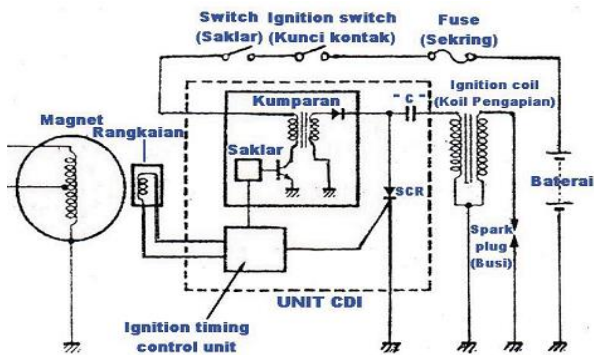 Switch
(Saklar)
Ignition switch
(Kunci kontak)
Fuse
(Sekring)
Ignition coil
(Koil Pengapian)
Kumparan
" C "
Magnet
Rangkaian
Saklar
SCR
Baterai
Spark
plug
(Busi)
UNIT CDI
Ignition timing
control unit